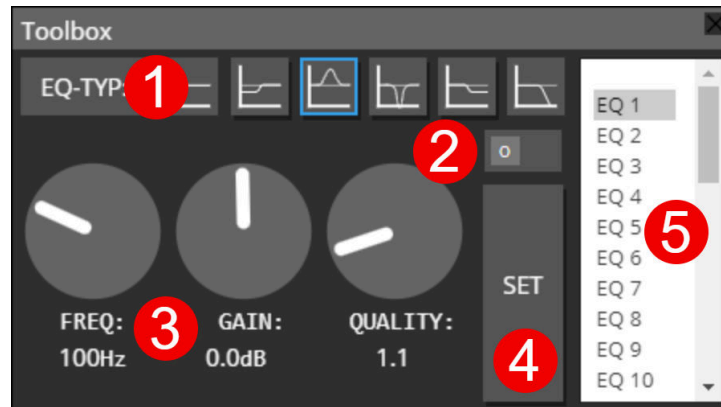 Toolbox
EQ-TYP:
1
2
o
EQ 1
EQ 2
EQ 3
EQ 4
EQ 5
5
EQ 6
EQ 7
EQ 8
EQ 9
EQ 10
SET
4
FREQ:
3
GAIN:
QUALITY:
100Hz
0.0dB
1.1